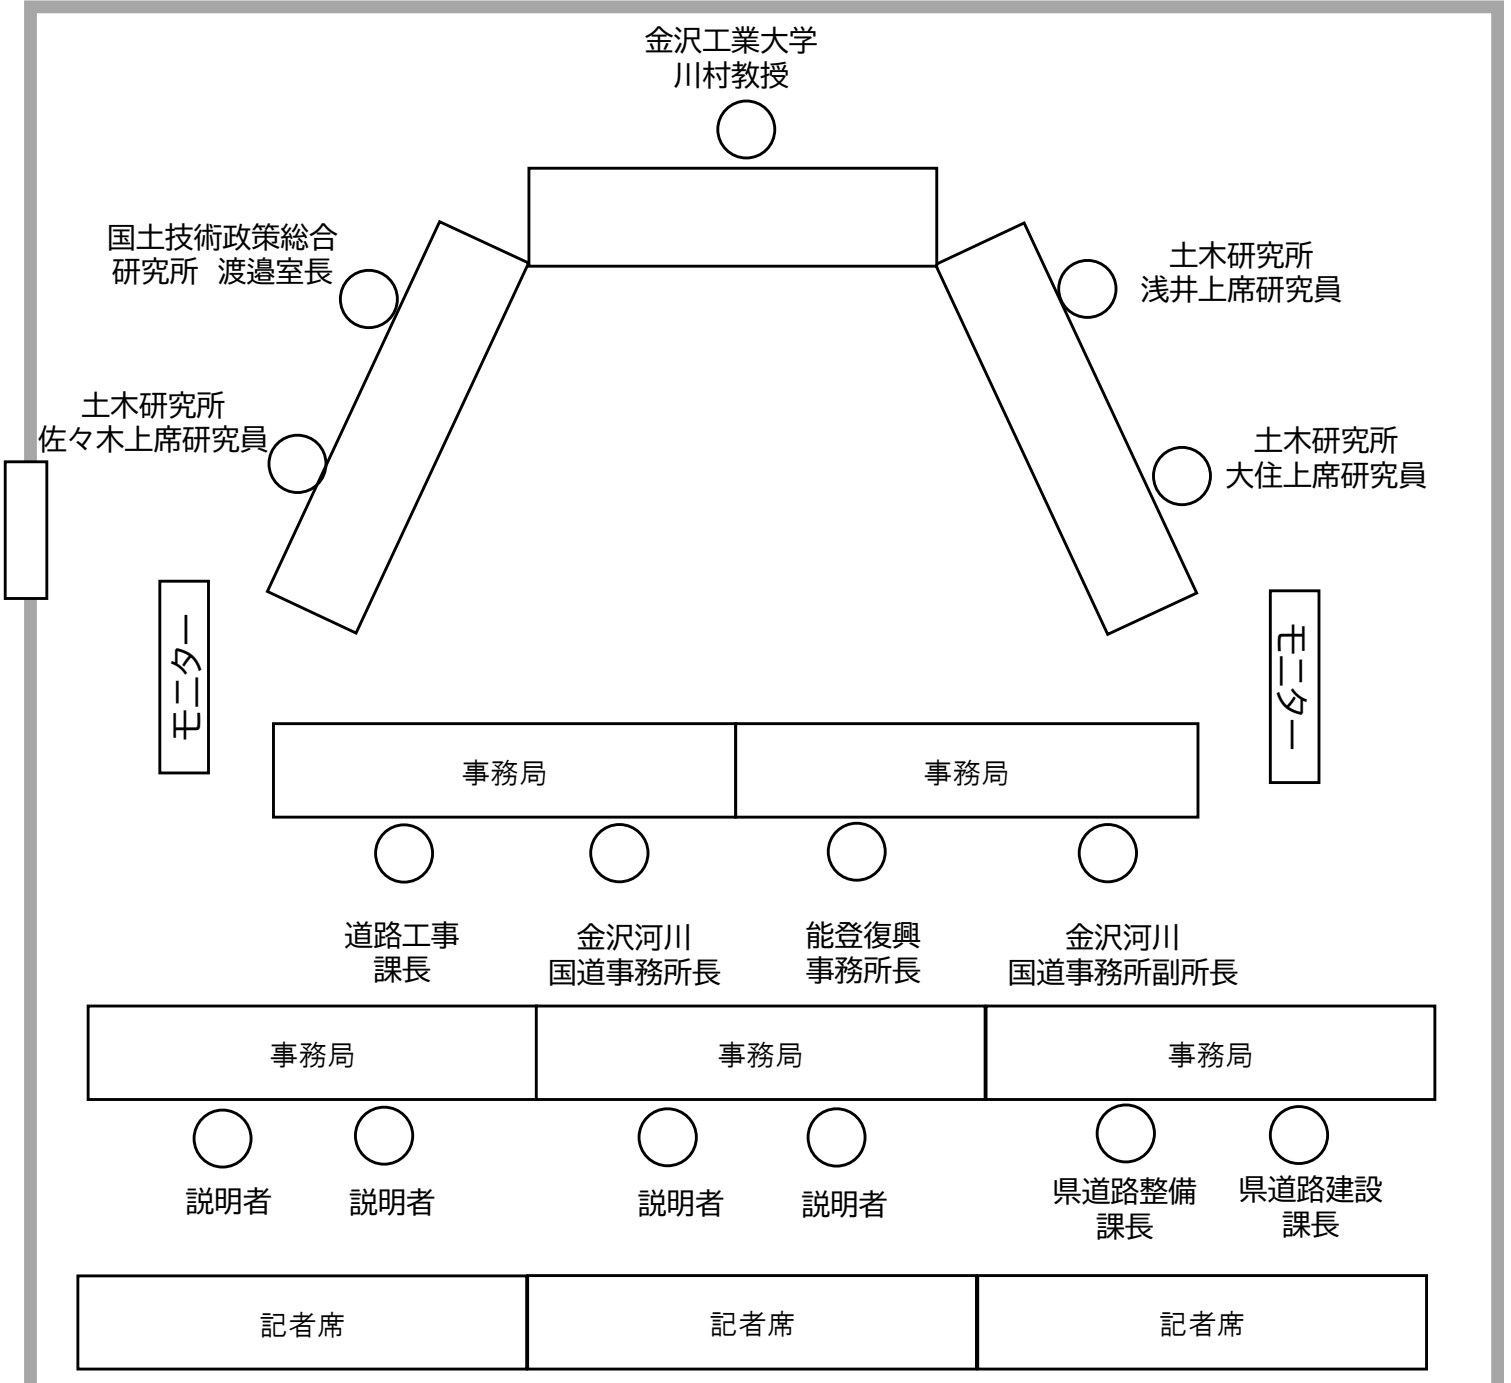 金沢工業大学
川村教授
国土技術政策総合
研究所　渡邉室長
土木研究所
浅井上席研究員
土木研究所
佐々木上席研究員
土木研究所
大住上席研究員
モニター
モニター
事務局
事務局
道路工事
課長
金沢河川
国道事務所長
能登復興
事務所長
金沢河川
国道事務所副所長
事務局
事務局
事務局
説明者
説明者
説明者
説明者
県道路整備
課長
県道路建設
課長
記者席
記者席
記者席